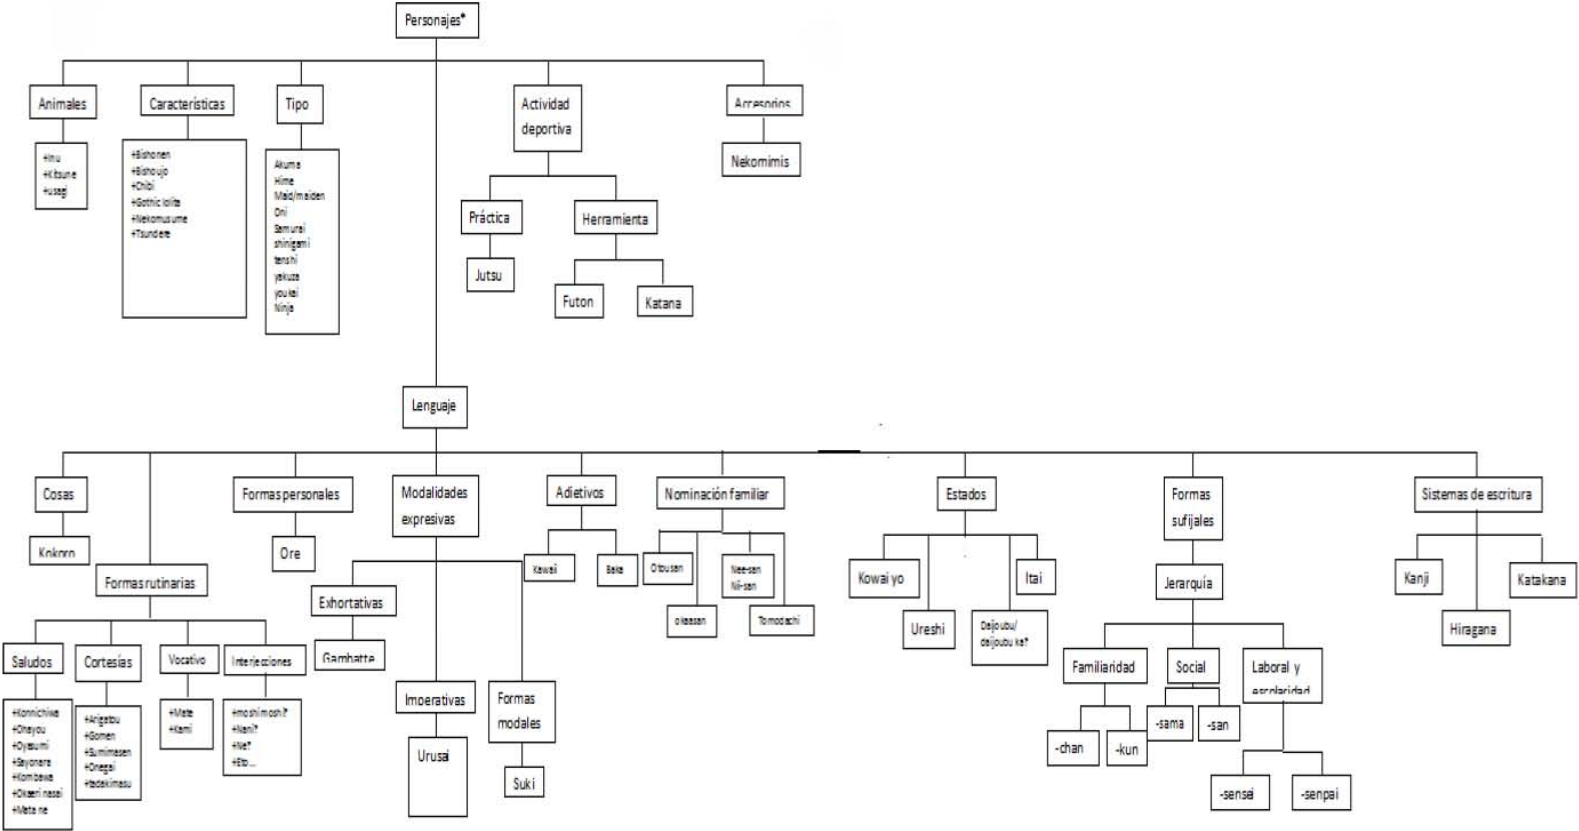 Personajes*
Animales
Características
Tipo
Actividad
deportiva
Accesorios
+Inu
+Kitsune
+usagi
+Bishonen
+Bishoujo
+Chibi
+Gothic lolita
+Nekomusume
+Tsundere
Akuma
Hime
Maid/maiden
Oni
Samurai
shinigami
tenshi
yakuza
youkai
Ninja
Nekomimis
Práctica
Herramienta
Jutsu
Futon
Katana
Lenguaje
Cosas
Formas personales
Modalidades
expresivas
Adjetivos
Nominación familiar
Estados
Formas
sufijales
Sistemas de escritura
Ore
Formas rutinarias
Kawaii
Baka
Otousan
okaasan
Nee-san
Nii-san
Tomodachi
Kowai yo
Ureshi
Daijoubu/
daijoubu ka?
Itai
Jerarquía
Kanji
Hiragana
Katakana
Exhortativas
Gambatte
Imperativas
Urusai
Formas
modales
Suki
Saludos
Cortesías
Vocativo
Interjecciones
+Konnichiwa
+Ohayou
+Oyasumi
+Sayonara
+Kombawa
+Okaeri nasai
+Mata ne
+Arigatou
+Gomen
+Sumimasen
+Onegai
+Itadakimasu
+Mate
+Kami
+moshi moshi?
+Nani?
+Ne?
+Eto...
Familiaridad
Social
Laboral y
escolaridad
-chan
-kun
-sama
-san
-sensei
-senpai